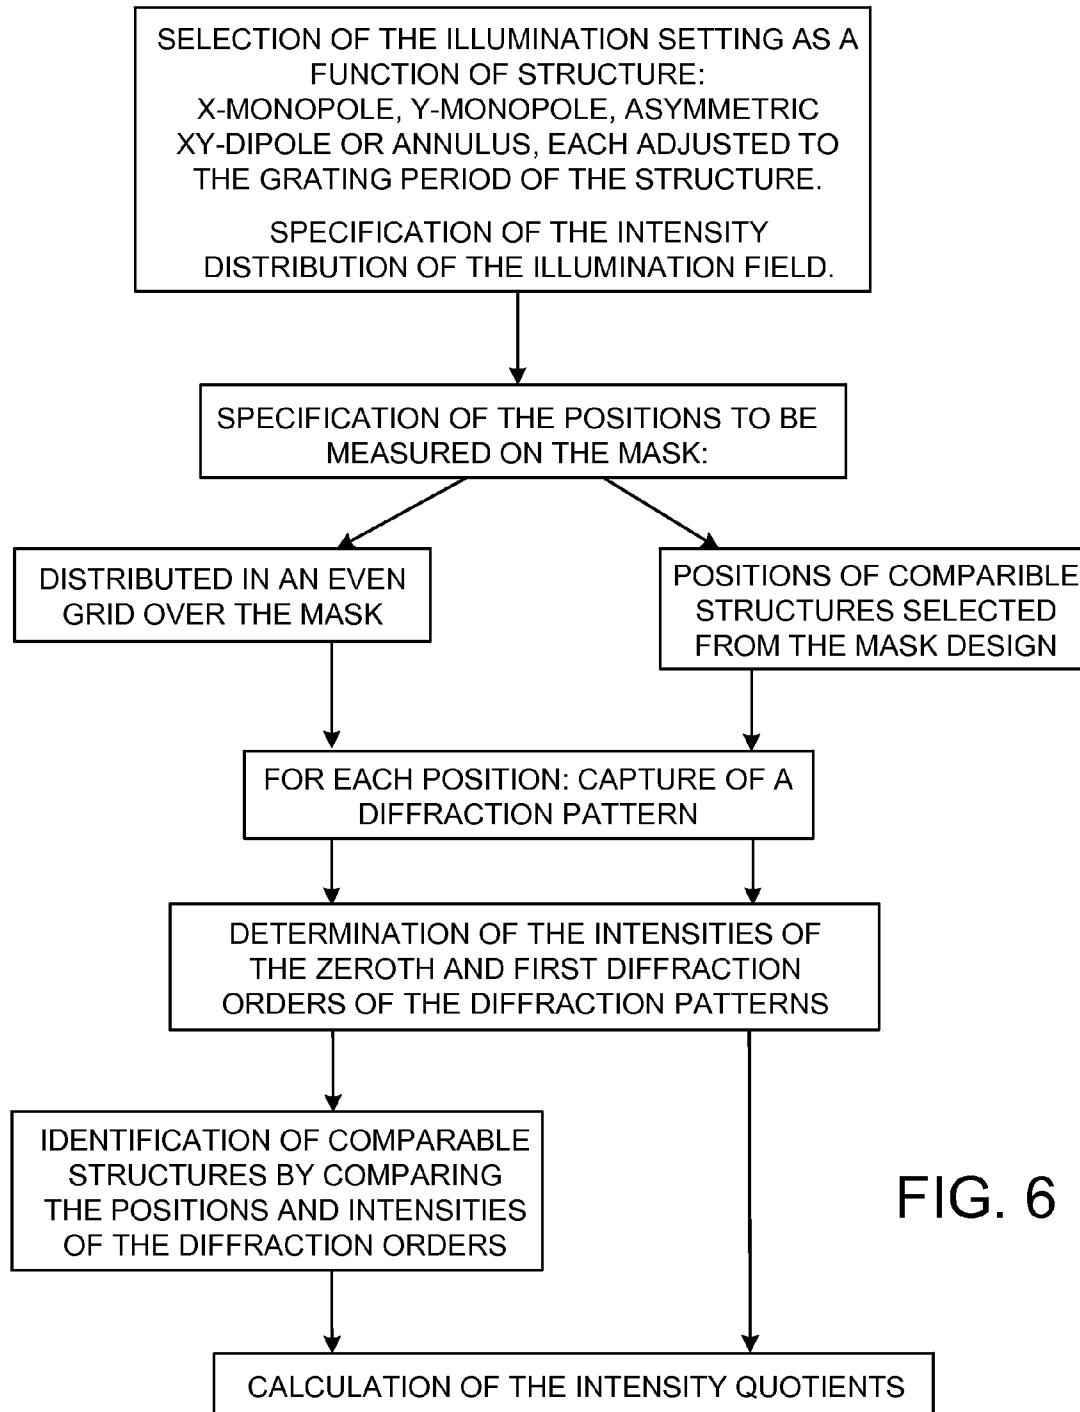 SELECTION OF THE ILLUMINATION SETTING AS A
FUNCTION OF STRUCTURE:
X-MONOPOLE, Y-MONOPOLE, ASYMMETRIC
XY-DIPOLE OR ANNULUS, EACH ADJUSTED TO
THE GRATING PERIOD OF THE STRUCTURE.
SPECIFICATION OF THE INTENSITY
DISTRIBUTION OF THE ILLUMINATION FIELD.
SPECIFICATION OF THE POSITIONS TO BE
MEASURED ON THE MASK:
DISTRIBUTED IN AN EVEN
GRID OVER THE MASK
POSITIONS OF COMPARIBLE
STRUCTURES SELECTED
FROM THE MASK DESIGN
FOR EACH POSITION: CAPTURE OF A
DIFFRACTION PATTERN
DETERMINATION OF THE INTENSITIES OF
THE ZEROTH AND FIRST DIFFRACTION
ORDERS OF THE DIFFRACTION PATTERNS
IDENTIFICATION OF COMPARABLE
STRUCTURES BY COMPARING
THE POSITIONS AND INTENSITIES
OF THE DIFFRACTION ORDERS
FIG. 6
CALCULATION OF THE INTENSITY QUOTIENTS